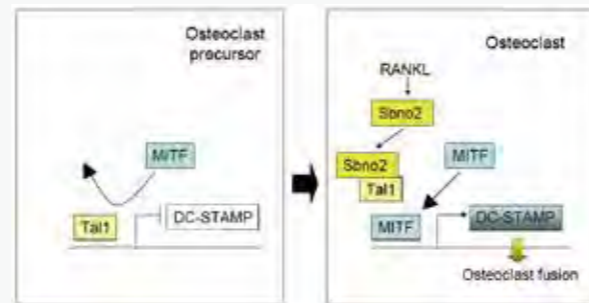 Osteoclast
precursor
MITF
Tal1
DC-STAMP
Osteoclast
RANKL
Sbno2
Sbno2
Tal1
MITF
MITF
DC-STAMP
Osteoclast fusion